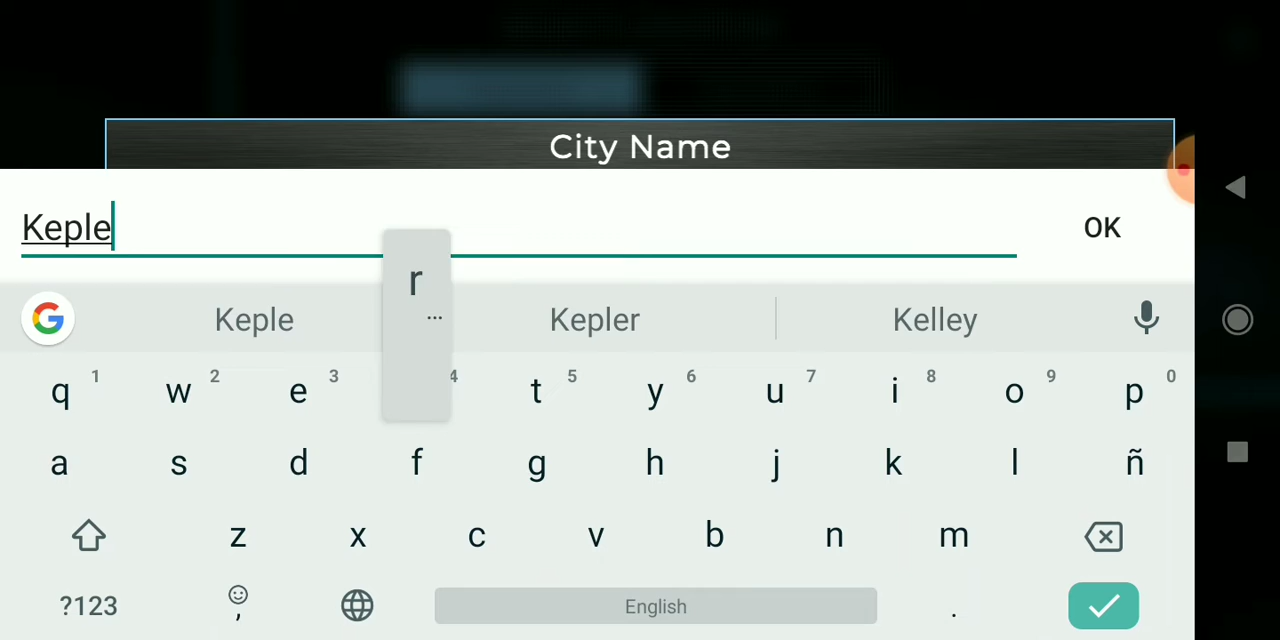 City Name
Keple
OK
r
...
Keple Kepler Kelley
q 1 w 2 e 3 4 t 5 y 6 u 7 i 8 o 9 p 0
a s d f g h j k l ñ
z x c v b n m
?123 , English .